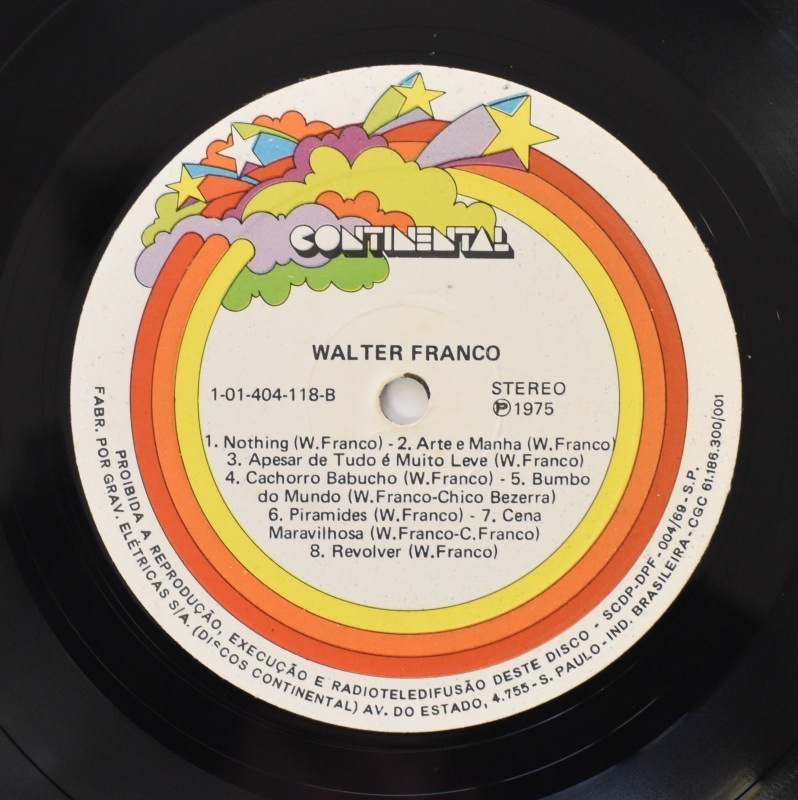 CONTINENTAL
WALTER FRANCO
1-01-404-118-B
STEREO
Ⓟ 1975
1. Nothing (W.Franco) - 2. Arte e Manha (W.Franco)
3. Apesar de Tudo é Muito Leve (W.Franco)
4. Cachorro Babucho (W.Franco) - 5. Bumbo
do Mundo (W.Franco-Chico Bezerra)
6. Piramides (W.Franco) - 7. Cena
Maravilhosa (W.Franco-C.Franco)
8. Revolver (W.Franco)
PROIBIDA A REPRODUÇÃO, EXECUÇÃO E RADIOTELEDIFUSÃO DESTE DISCO - SCDP-DPF - 004/69 - S.P.
FABR. POR GRAV. ELÉTRICAS S/A. (DISCOS CONTINENTAL) AV. DO ESTADO, 4.755 - S. PAULO - IND. BRASILEIRA - CGC 61.186.300/001